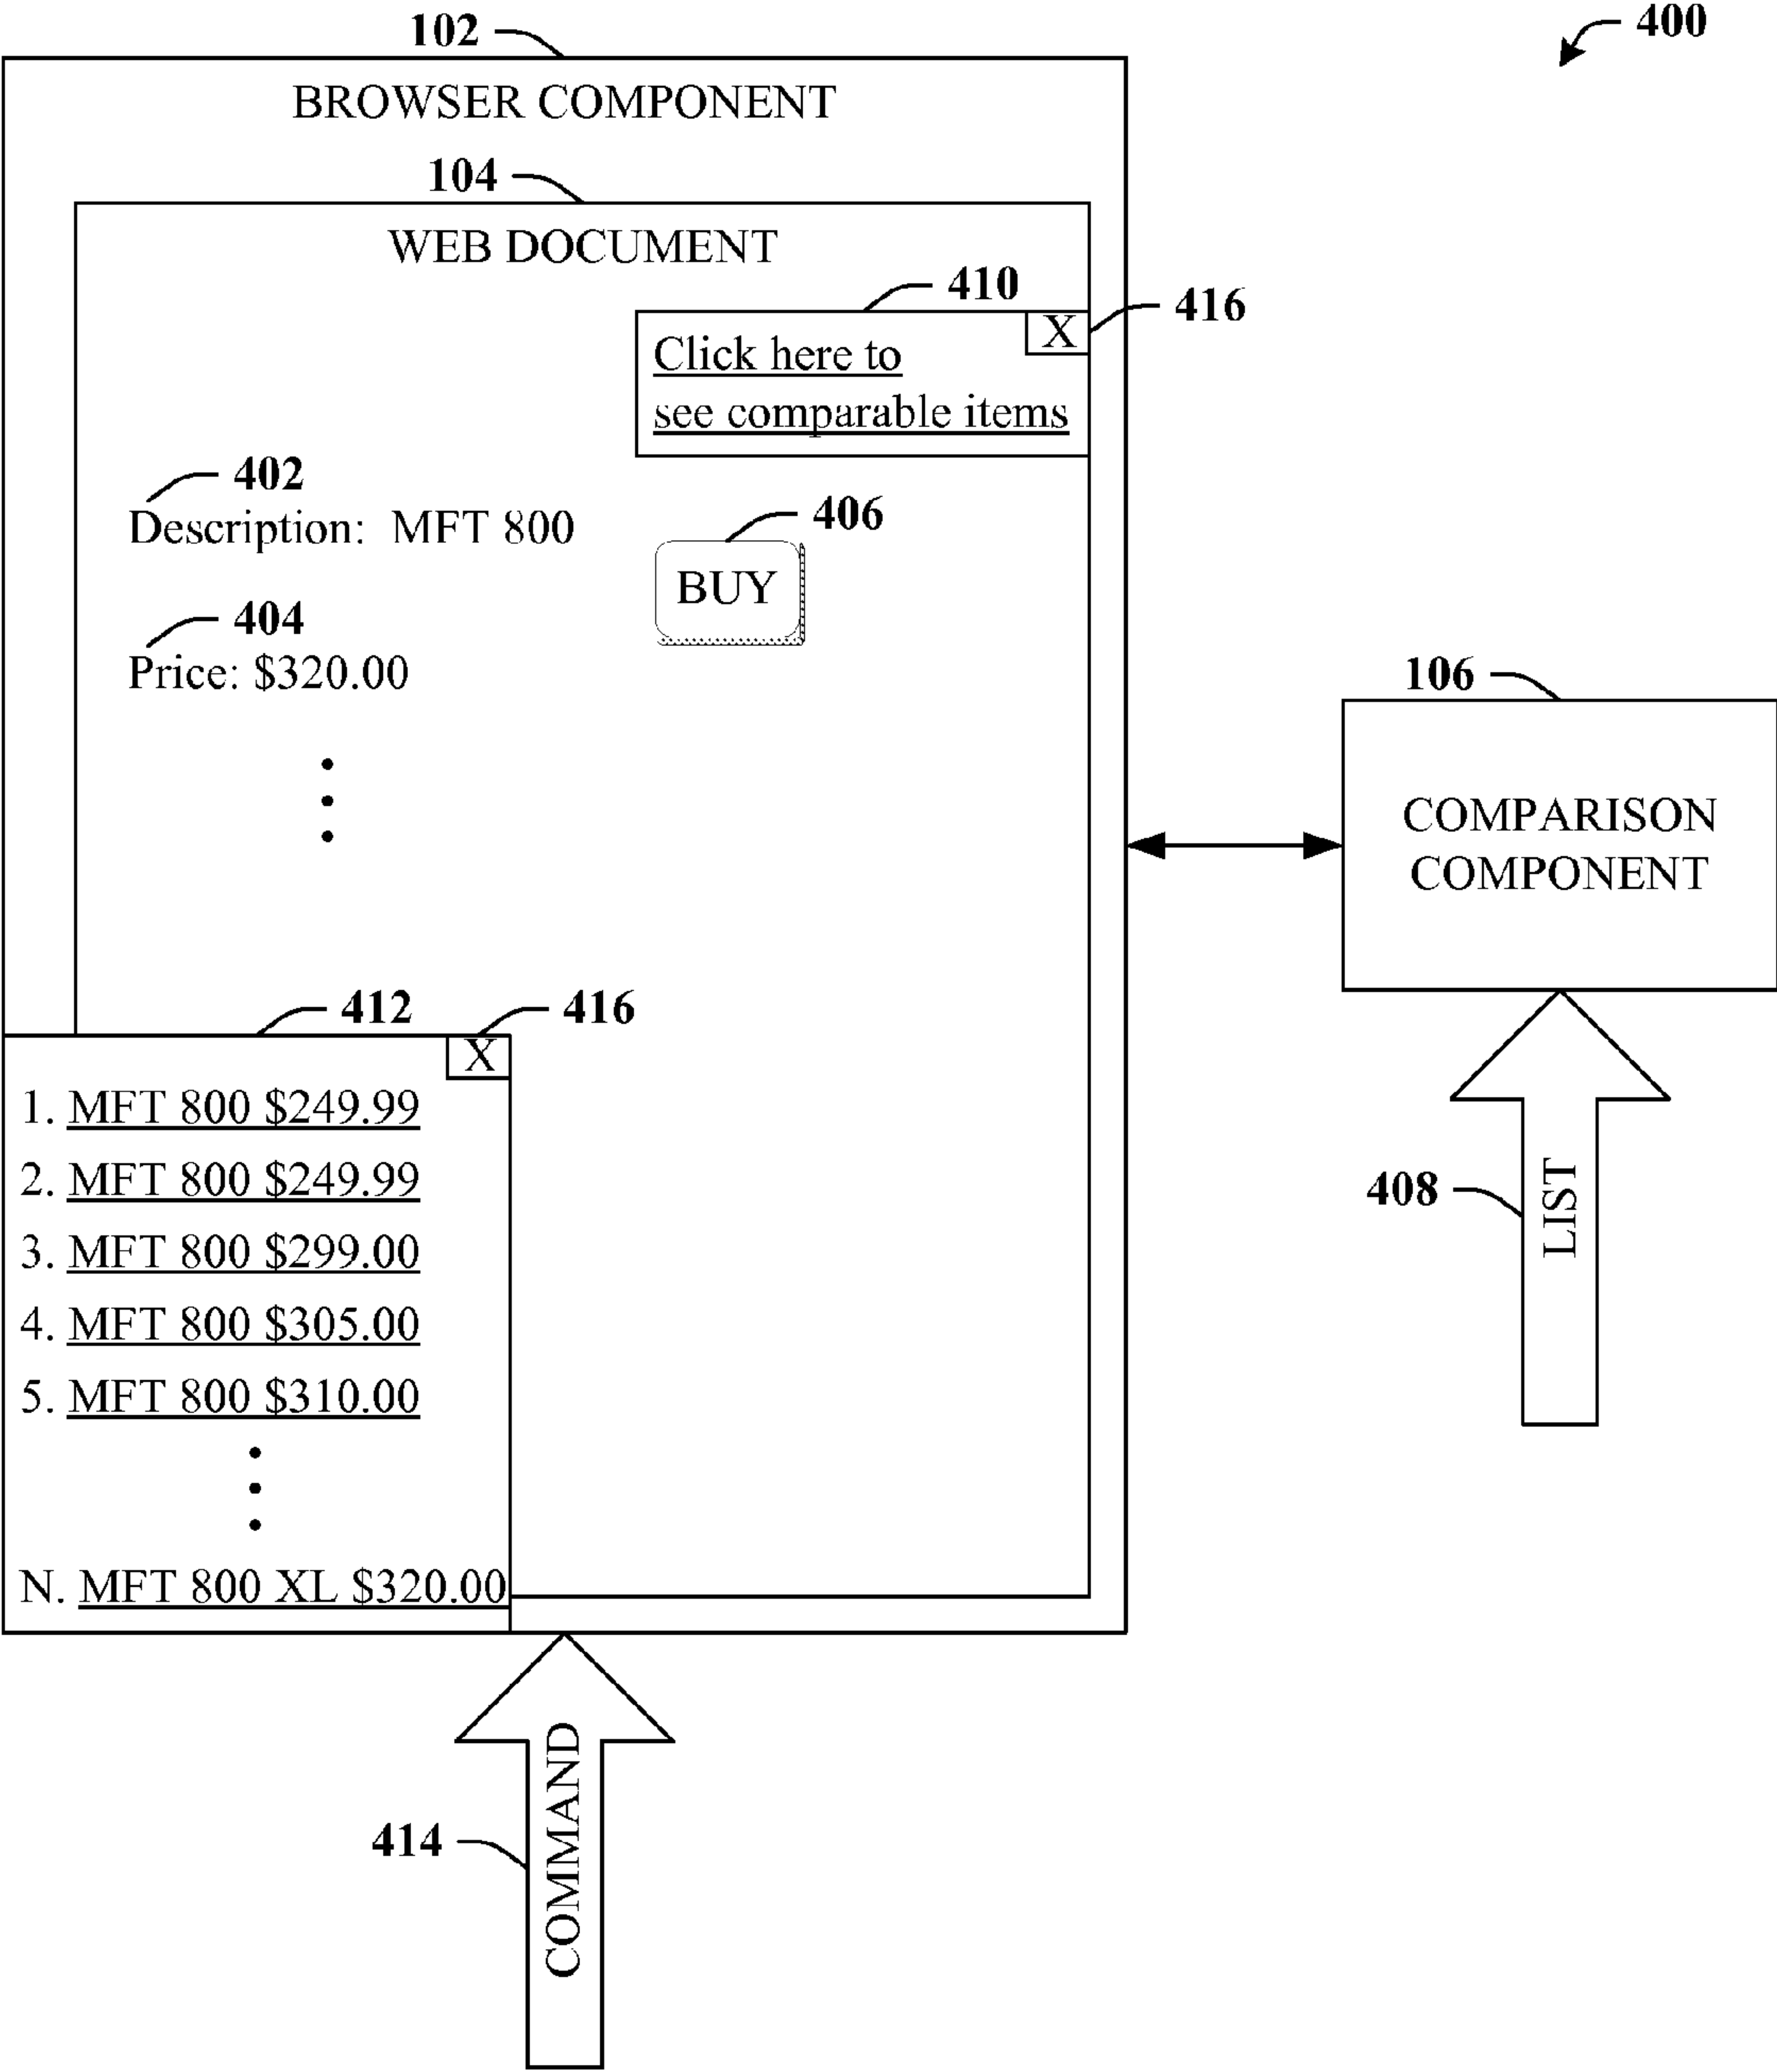 400
102
BROWSER COMPONENT
104
WEB DOCUMENT
410
416
X
Click here to
see comparable items
402
Description: MFT 800
406
BUY
404
Price: $320.00
106
COMPARISON
COMPONENT
412
416
X
1. MFT 800 $249.99
2. MFT 800 $249.99
3. MFT 800 $299.00
4. MFT 800 $305.00
5. MFT 800 $310.00
N. MFT 800 XL $320.00
408
LIST
414
COMMAND